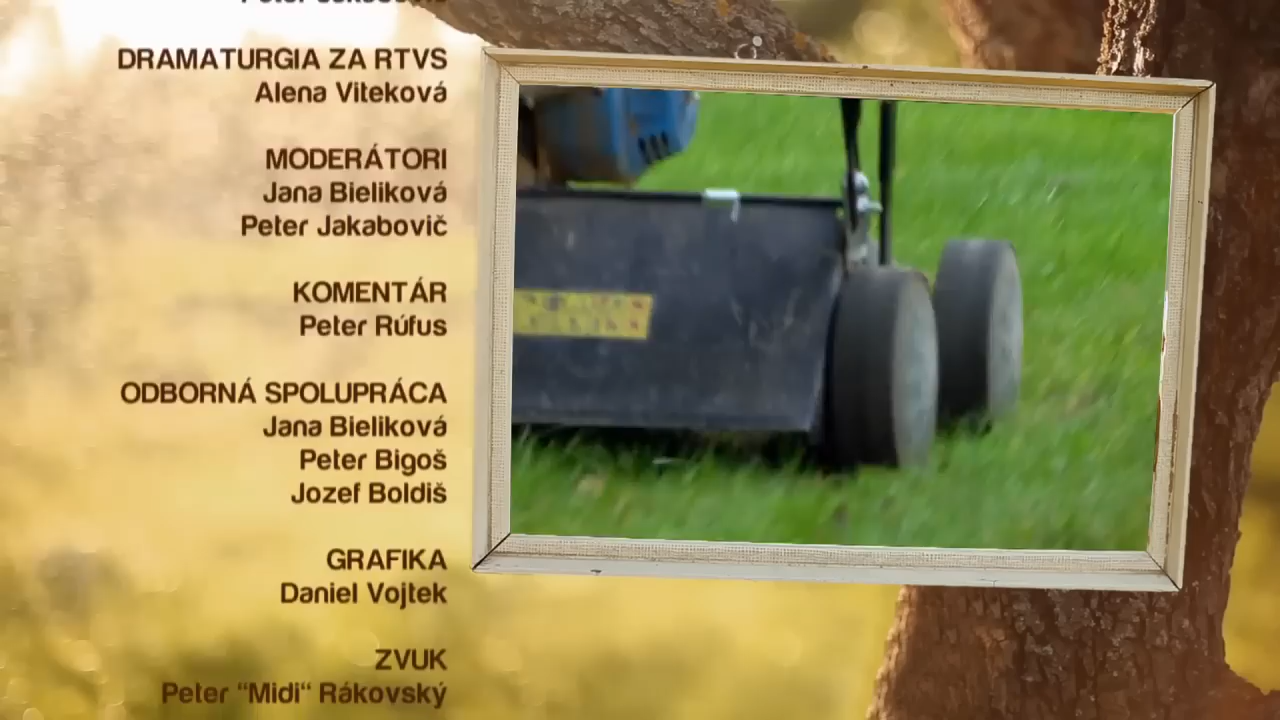 DRAMATURGIA ZA RTVS
Alena Viteková
MODERÁTORI
Jana Bieliková
Peter Jakabovič
KOMENTÁR
Peter Rúfus
ODBORNÁ SPOLUPRÁCA
Jana Bieliková
Peter Bigoš
Jozef Boldiš
GRAFIKA
Daniel Vojtek
ZVUK
Peter “Midi“ Rákovský